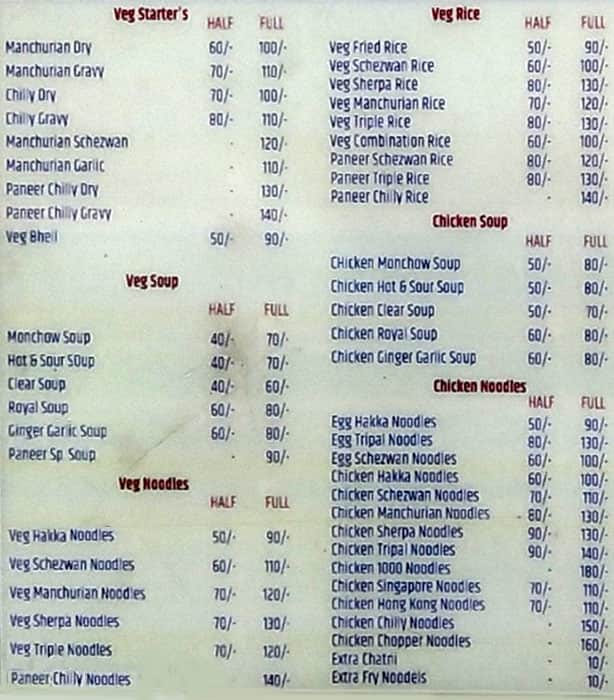 Veg Starter's HALF FULL
Manchurian Dry 60/- 100/-
Manchurian Gravy 70/- 110/-
Chilly Dry 70/- 100/-
Chilly Gravy 80/- 110/-
Manchurian Schezwan - 120/-
Manchurian Garlic - 110/-
Paneer Chilly Dry - 130/-
Paneer Chilly Gravy - 140/-
Veg Bhell 50/- 90/-
Veg Soup
HALF FULL
Monchow Soup 40/- 70/-
Hot & Sour SOup 40/- 70/-
Clear Soup 40/- 60/-
Royal Soup 60/- 80/-
Ginger Garlic Soup 60/- 80/-
Paneer Sp. Soup - 90/-
Veg Noodles
HALF FULL
Veg Hakka Noodles 50/- 90/-
Veg Schezwan Noodles 60/- 110/-
Veg Manchurian Noodles 70/- 120/-
Veg Sherpa Noodles 70/- 130/-
Veg Triple Noodles 70/- 120/-
Paneer Chilly Noodles 140/-
Veg Rice HALF FULL
Veg Fried Rice 50/- 90/-
Veg Schezwan Rice 60/- 100/-
Veg Sherpa Rice 80/- 130/-
Veg Manchurian Rice 70/- 120/-
Veg Triple Rice 80/- 130/-
Veg Combination Rice 60/- 100/-
Paneer Schezwan Rice 80/- 120/-
Paneer Triple Rice 80/- 130/-
Paneer Chilly Rice - 140/-
Chicken Soup
HALF FULL
CHicken Monchow Soup 50/- 80/-
Chicken Hot & Sour Soup 50/- 80/-
Chicken Clear Soup 50/- 70/-
Chicken Royal Soup 60/- 80/-
Chicken Ginger Garlic Soup 60/- 80/-
Chicken Noodles
HALF FULL
Egg Hakka Noodles 50/- 90/-
Egg Tripal Noodles 80/- 130/-
Egg Schezwan Noodles 60/- 100/-
Chicken Hakka Noodles 60/- 100/-
Chicken Schezwan Noodles 70/- 110/-
Chicken Manchurian Noodles - 80/- 130/-
Chicken Sherpa Noodles 90/- 130/-
Chicken Tripal Noodles 90/- 140/-
Chicken 1000 Noodles - 180/-
Chicken Singapore Noodles 70/- 110/-
Chicken Hong Kong Noodles 70/- 110/-
Chicken Chilly Noodles - 150/-
Chicken Chopper Noodles - 160/-
Extra Chatni - 10/-
Extra Fry Noodels - 10/-